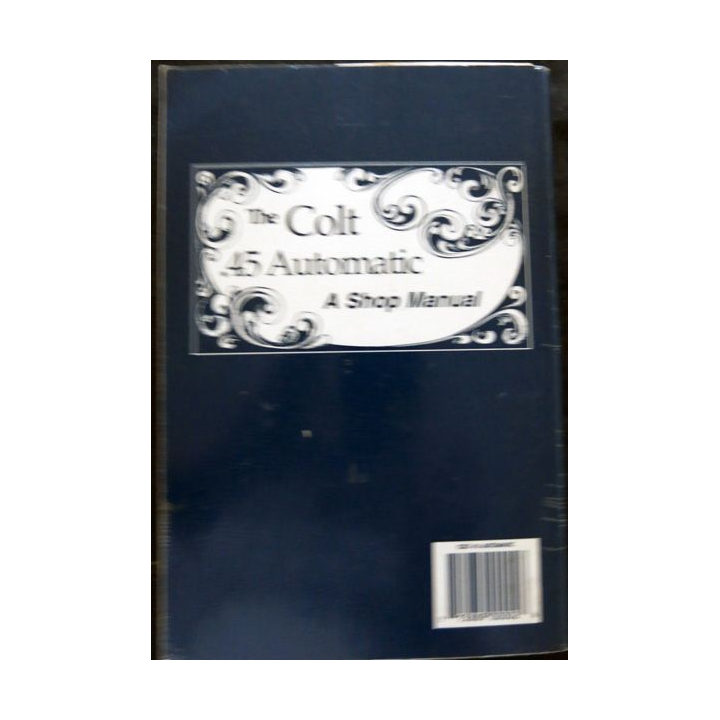 The Colt
.45 Automatic
A Shop Manual